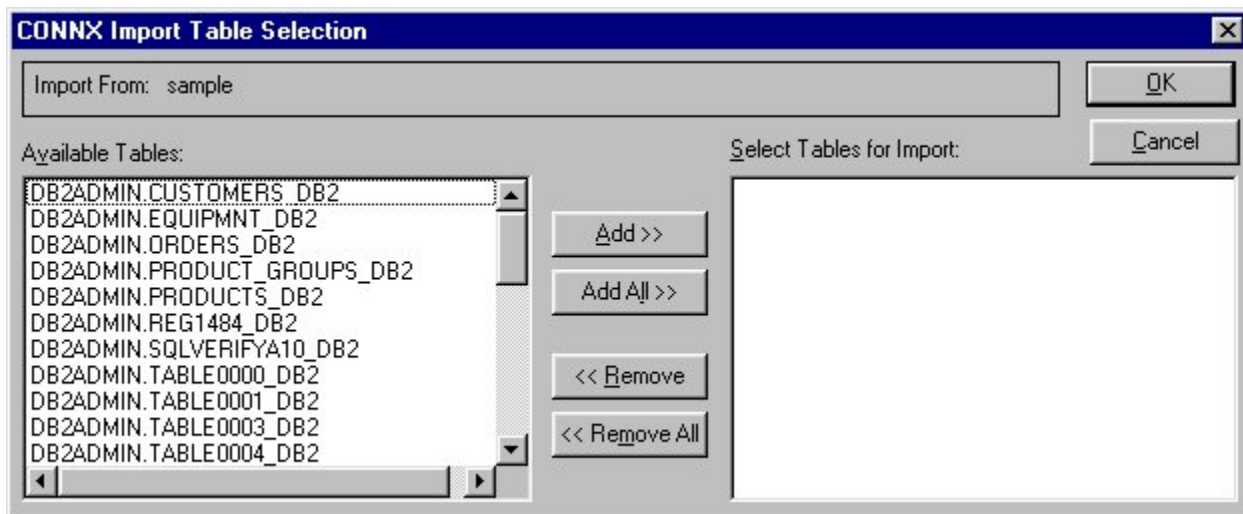 CONNX Import Table Selection
Import From: sample
OK
Cancel
Available Tables:
Select Tables for Import:
DB2ADMIN.CUSTOMERS_DB2
DB2ADMIN.EQUIPMNT_DB2
DB2ADMIN.ORDERS_DB2
DB2ADMIN.PRODUCT_GROUPS_DB2
DB2ADMIN.PRODUCTS_DB2
DB2ADMIN.REG1484_DB2
DB2ADMIN.SQLVERIFYA10_DB2
DB2ADMIN.TABLE0000_DB2
DB2ADMIN.TABLE0001_DB2
DB2ADMIN.TABLE0003_DB2
DB2ADMIN.TABLE0004_DB2
Add >>
Add All >>
<< Remove
<< Remove All